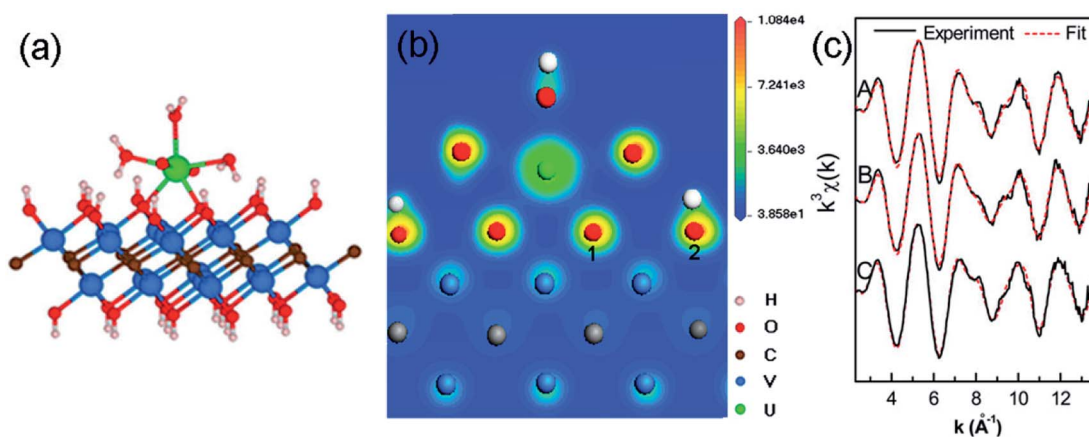 (a)
H
O
C
V
U
(b)
1
2
1.084e4
7.241e3
3.640e3
3.858e1
(c)
Experiment
Fit
A
B
C
k³χ(k)
4 6 8 10 12
k (Å⁻¹)